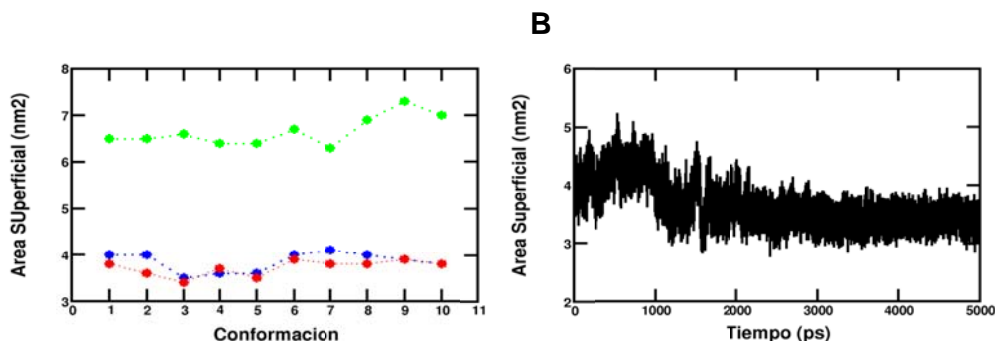 B
Area SUperficial (nm2)
8
7
6
5
4
3
0 1 2 3 4 5 6 7 8 9 10 11
Conformacion
Area Superficial (nm2)
6
5
4
3
2
0 1000 2000 3000 4000 5000
Tiempo (ps)